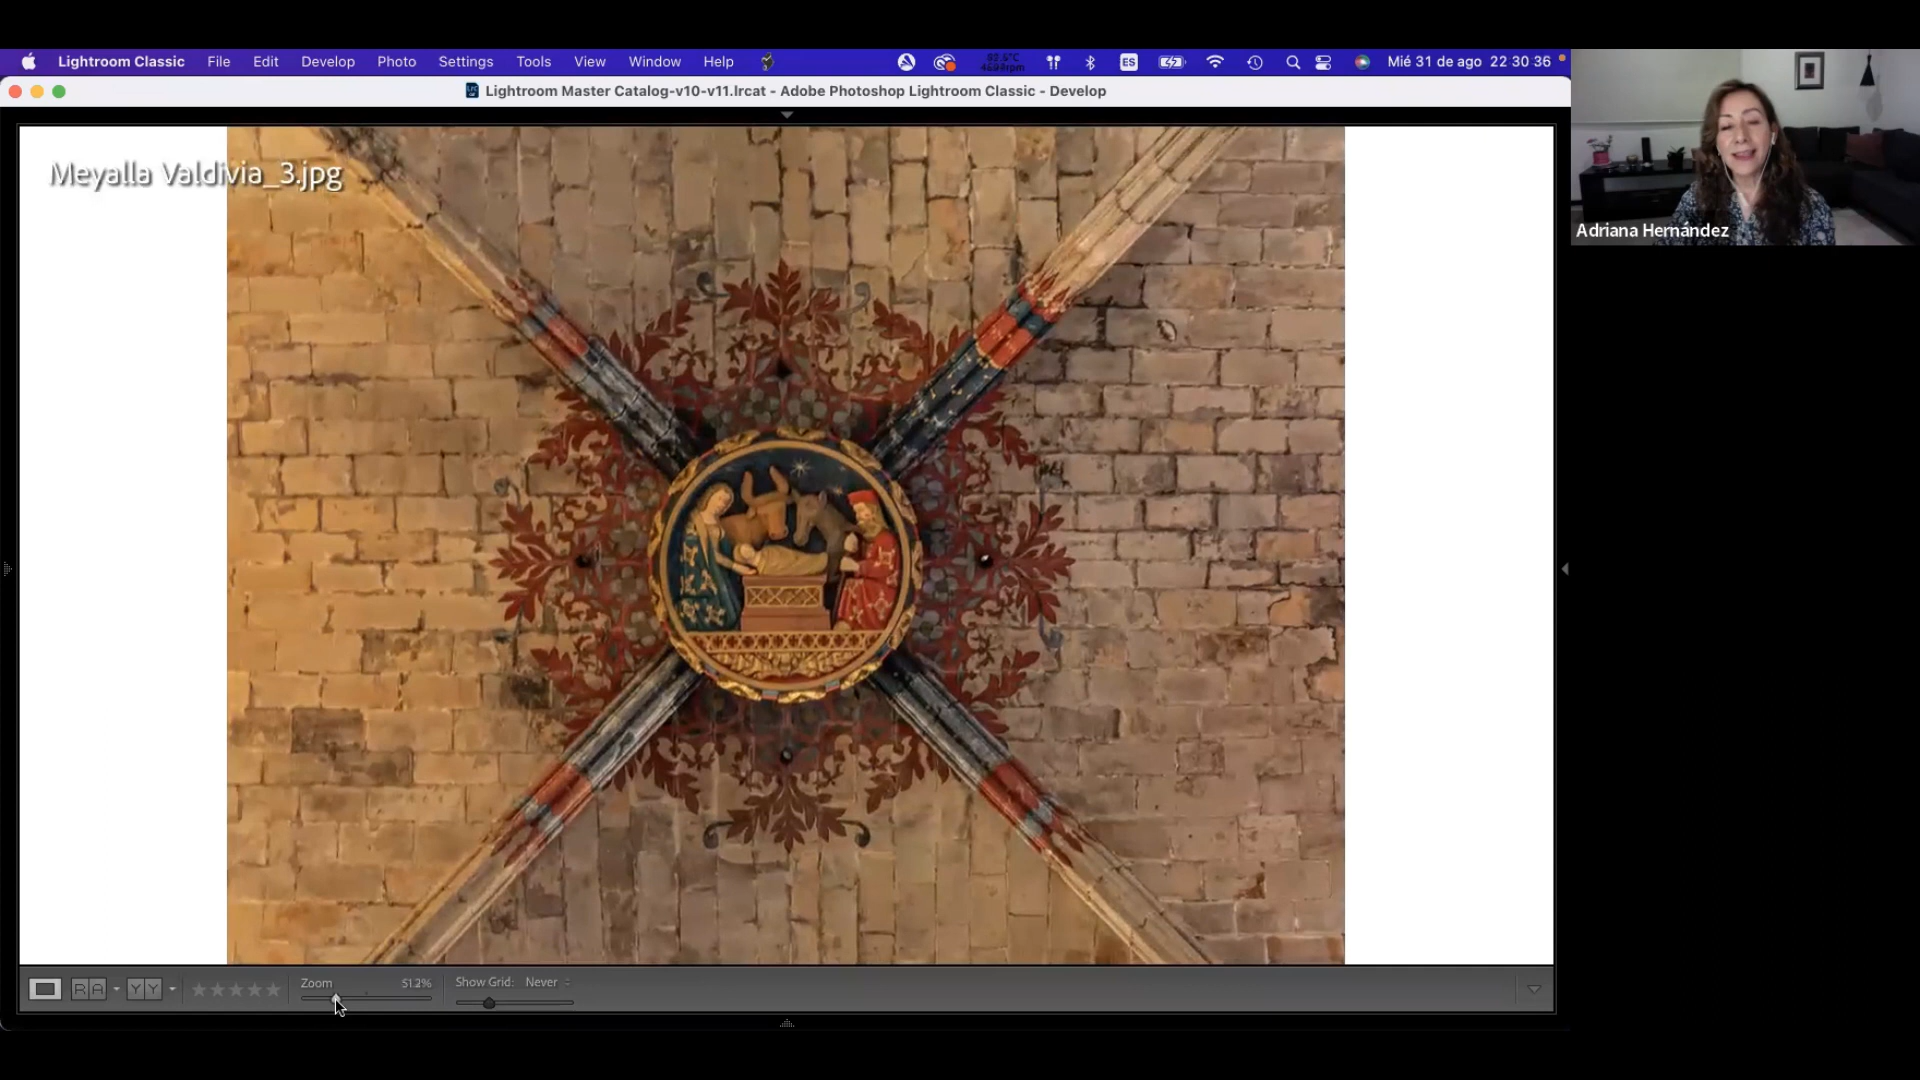 Lightroom Classic File Edit Develop Photo Settings Tools View Window Help ES Mié 31 de ago 22 30 36
Lightroom Master Catalog-v10-v11.lrcat - Adobe Photoshop Lightroom Classic - Develop
Meyalla Valdivia_3.jpg
Adriana Hernández
R A Y Y Zoom 51.2% Show Grid: Never